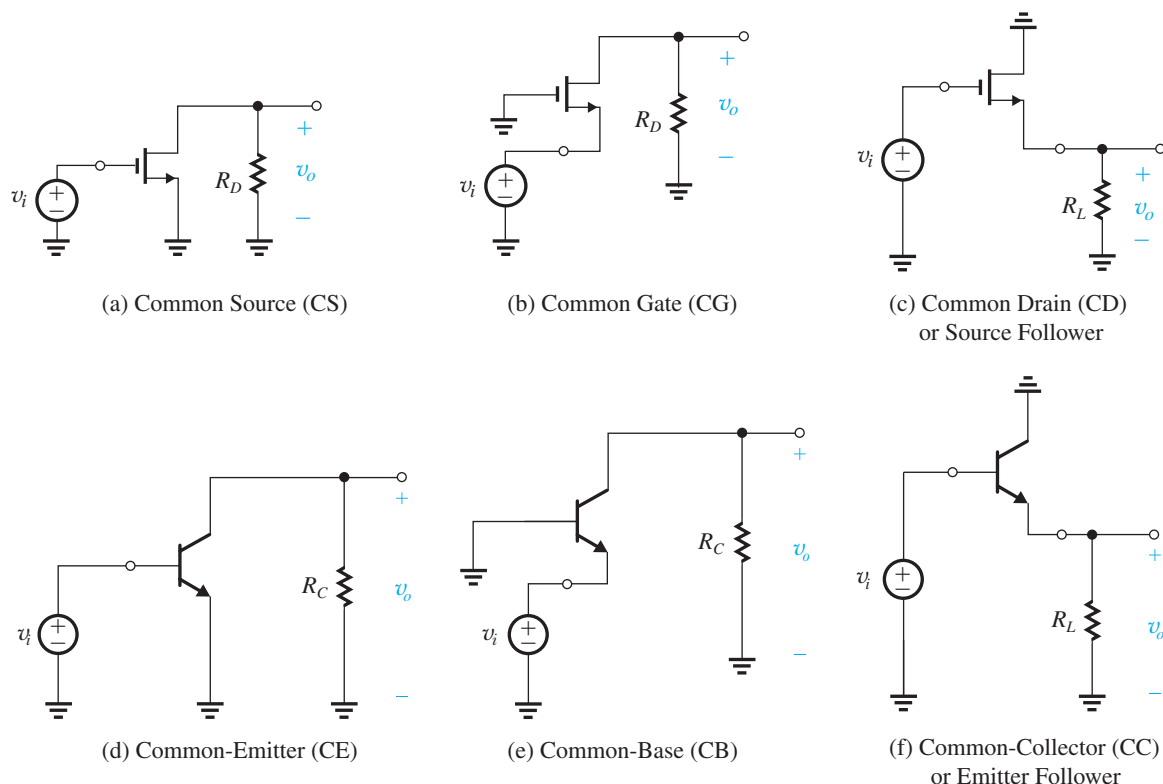 +
v_o
−
R_D
v_i
+
−
(a) Common Source (CS)
+
v_o
−
R_D
v_i
+
−
(b) Common Gate (CG)
v_i
+
−
R_L
+
v_o
−
(c) Common Drain (CD)
or Source Follower
+
v_o
−
R_C
v_i
+
−
(d) Common-Emitter (CE)
+
v_o
−
R_C
v_i
+
−
(e) Common-Base (CB)
v_i
+
−
R_L
+
v_o
−
(f) Common-Collector (CC)
or Emitter Follower